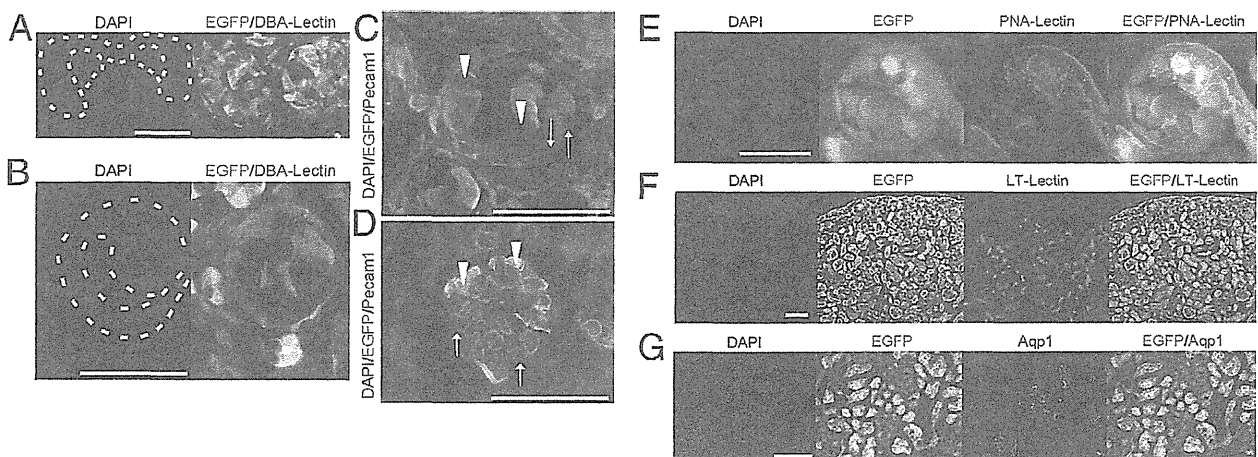 A
DAPI
EGFP/DBA-Lectin
B
DAPI
EGFP/DBA-Lectin
C
DAPI/EGFP/Pecam1
D
DAPI/EGFP/Pecam1
E
DAPI
EGFP
PNA-Lectin
EGFP/PNA-Lectin
F
DAPI
EGFP
LT-Lectin
EGFP/LT-Lectin
G
DAPI
EGFP
Aqp1
EGFP/Aqp1